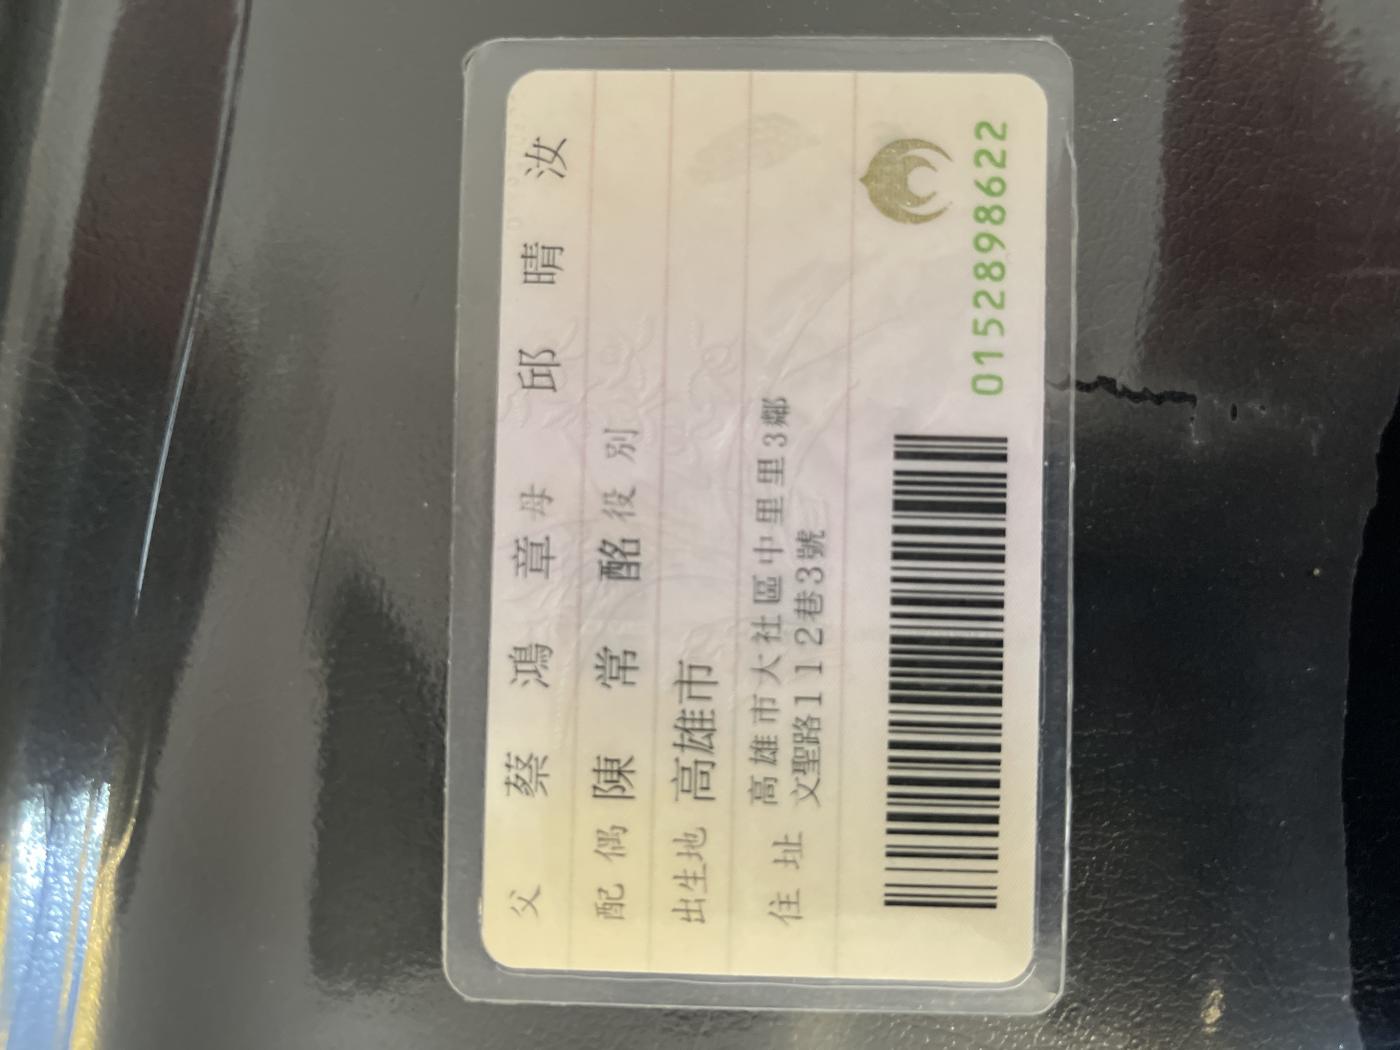 父 蔡鴻章 母 邱晴汝
配偶 陳常酩 役別
出生地 高雄市
住址 高雄市大社區中里里3鄰
文聖路112巷3號
0152898622